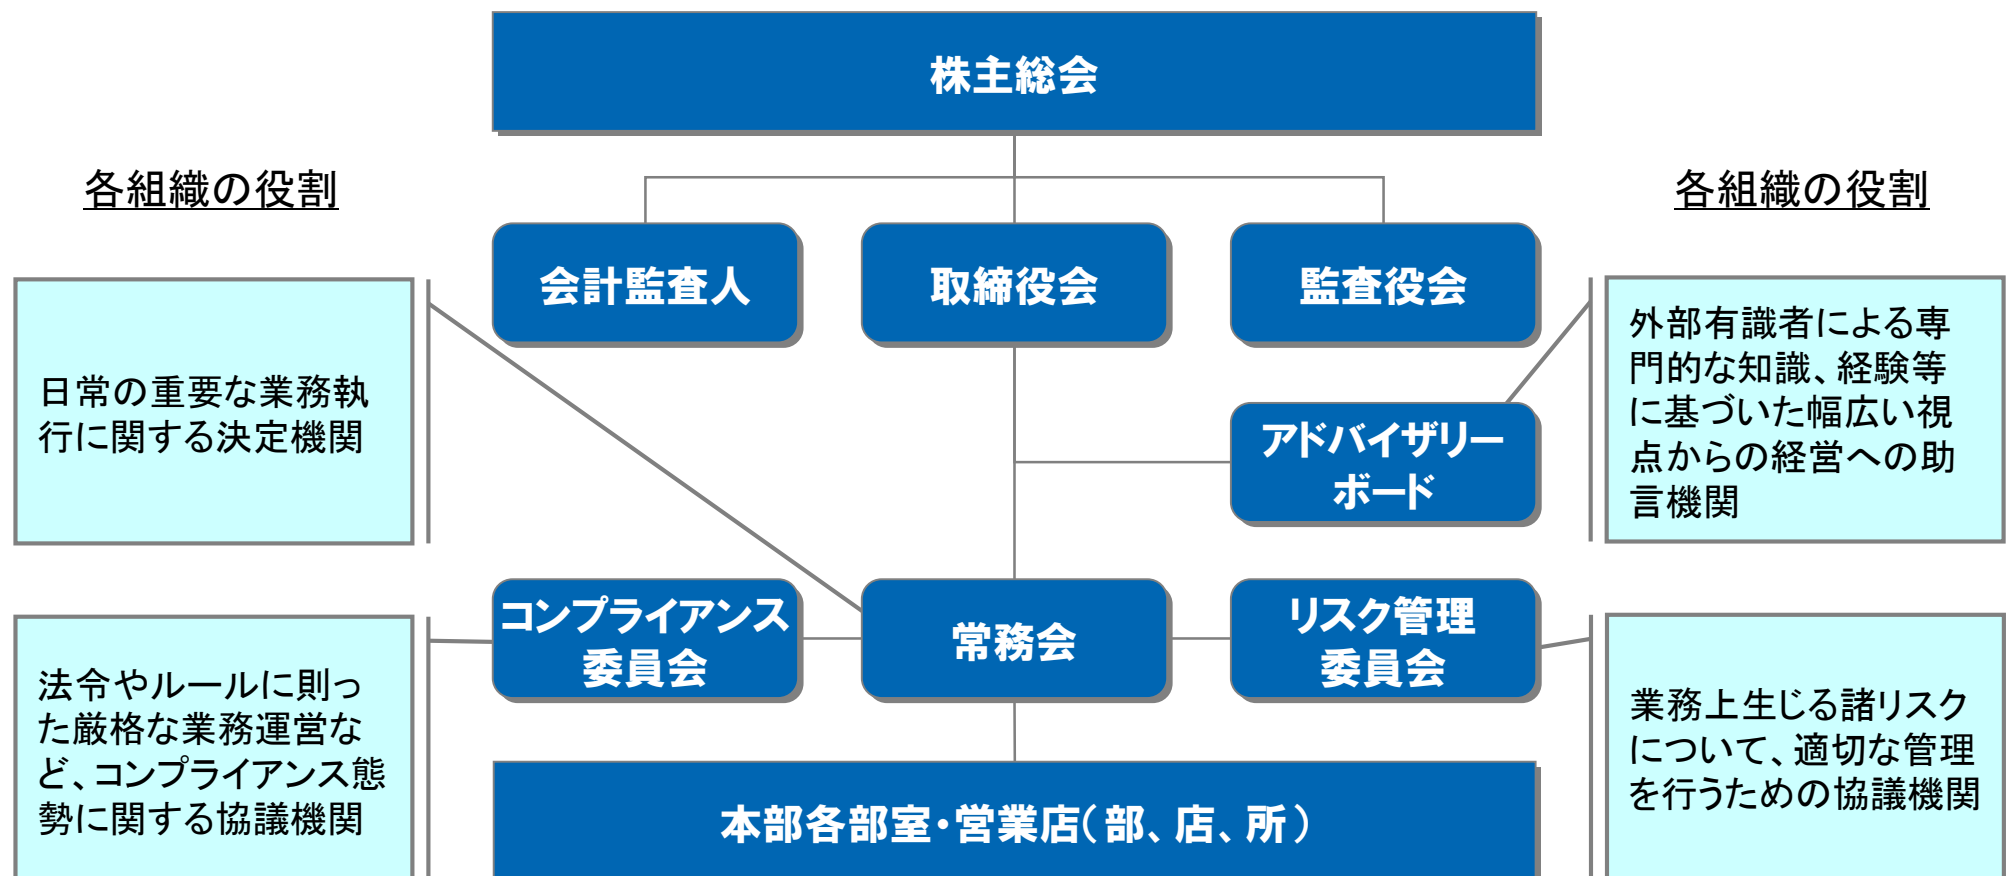 株主総会
各組織の役割
各組織の役割
会計監査人
取締役会
監査役会
日常の重要な業務執
行に関する決定機関
外部有識者による専
門的な知識、経験等
に基づいた幅広い視
点からの経営への助
言機関
アドバイザリー
ボード
コンプライアンス
委員会
常務会
リスク管理
委員会
法令やルールに則っ
た厳格な業務運営な
ど、コンプライアンス態
勢に関する協議機関
業務上生じる諸リスク
について、適切な管理
を行うための協議機関
本部各部室・営業店(部、店、所)